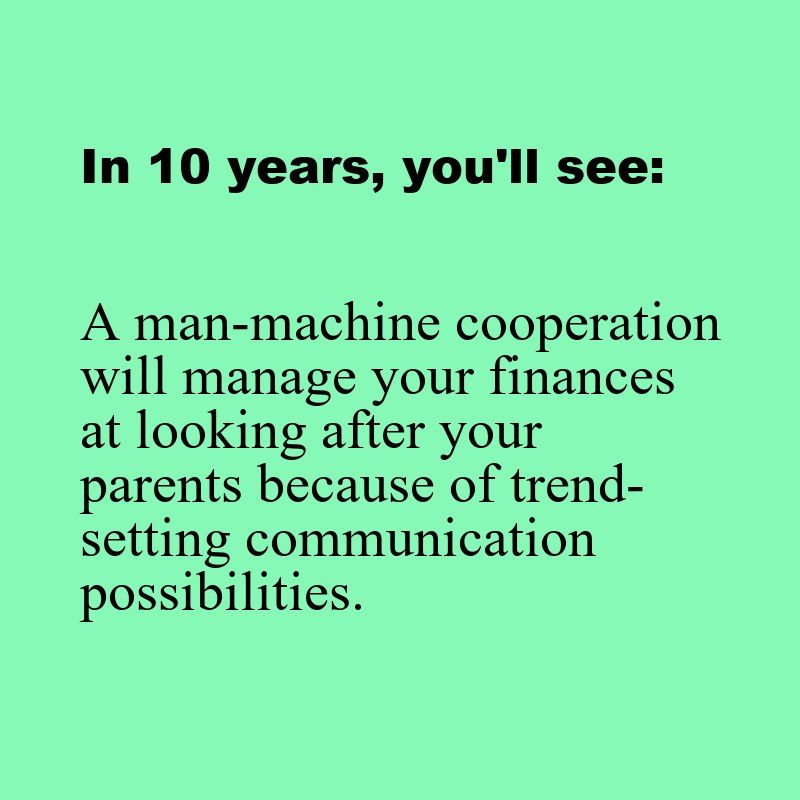 In 10 years, you'll see:
A man-machine cooperation
will manage your finances
at looking after your
parents because of trend-
setting communication
possibilities.